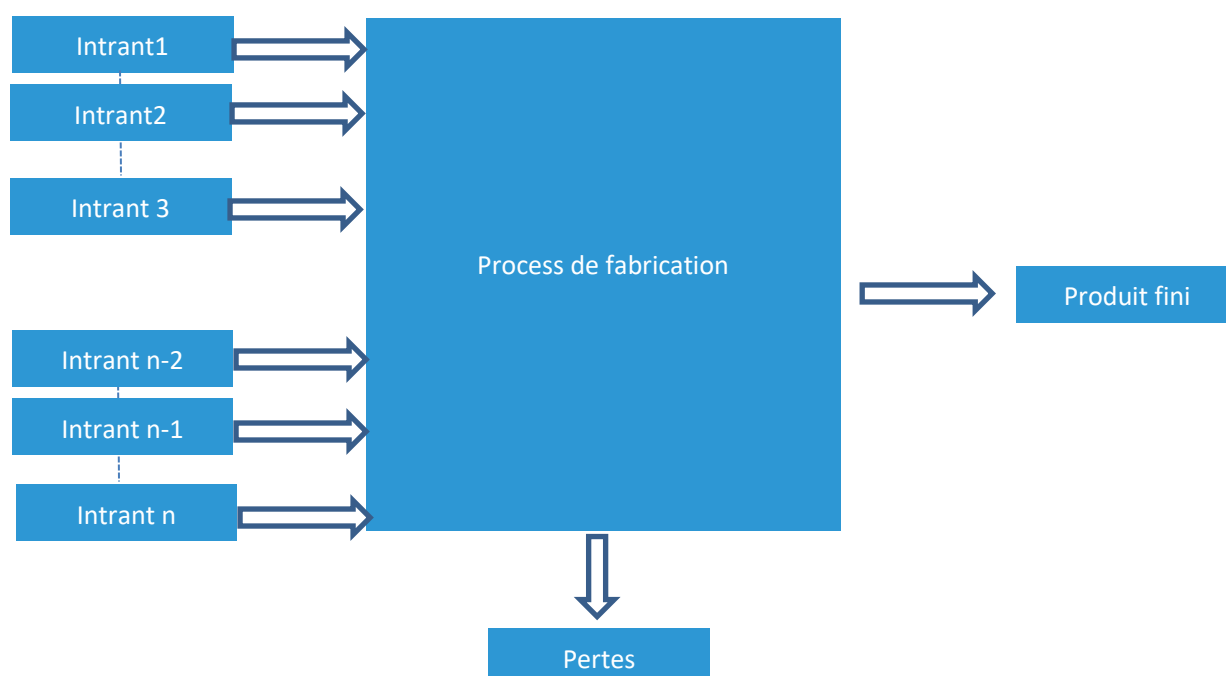 Intrant1
Intrant2
Intrant 3
Process de fabrication
Produit fini
Intrant n-2
Intrant n-1
Intrant n
Pertes